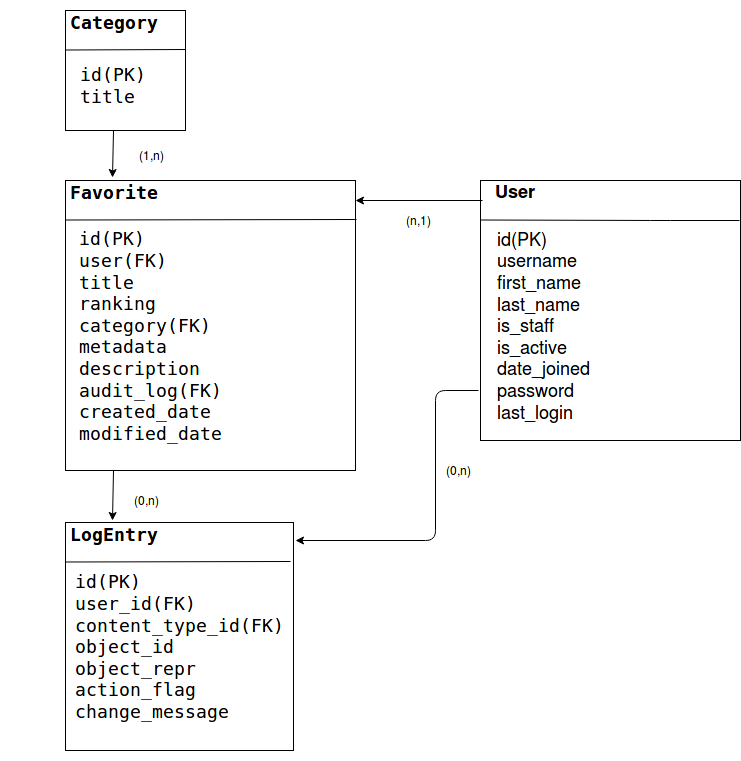 Category
id(PK)
title
(1,n)
Favorite
id(PK)
user(FK)
title
ranking
category(FK)
metadata
description
audit_log(FK)
created_date
modified_date
(n,1)
User
id(PK)
username
first_name
last_name
is_staff
is_active
date_joined
password
last_login
(0,n)
(0,n)
LogEntry
id(PK)
user_id(FK)
content_type_id(FK)
object_id
object_repr
action_flag
change_message